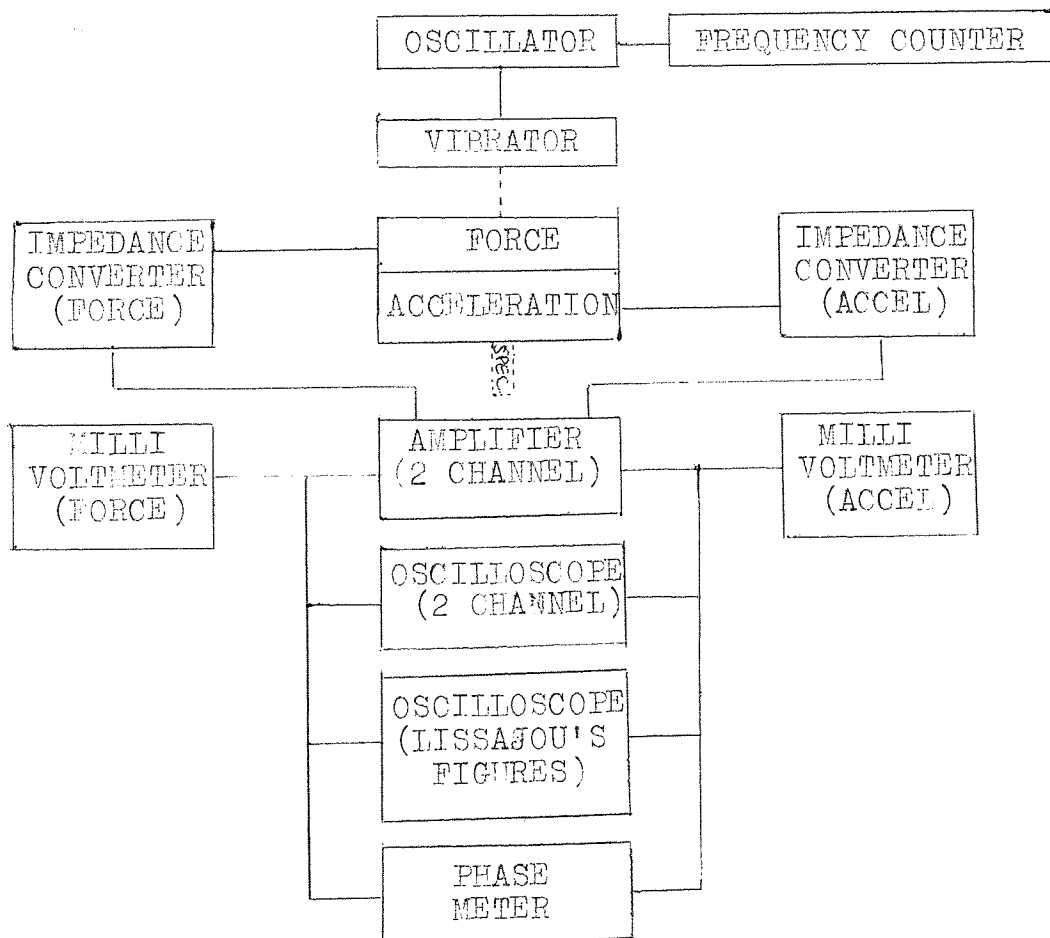 OSCILLATOR
FREQUENCY COUNTER
VIBRATOR
IMPEDANCE
CONVERTER
(FORCE)
FORCE
ACCELERATION
IMPEDANCE
CONVERTER
(ACCEL)
SPEC.
MILLI
VOLTMETER
(FORCE)
AMPLIFIER
(2 CHANNEL)
MILLI
VOLTMETER
(ACCEL)
OSCILLOSCOPE
(2 CHANNEL)
OSCILLOSCOPE
(LISSAJOU'S
FIGURES)
PHASE
METER